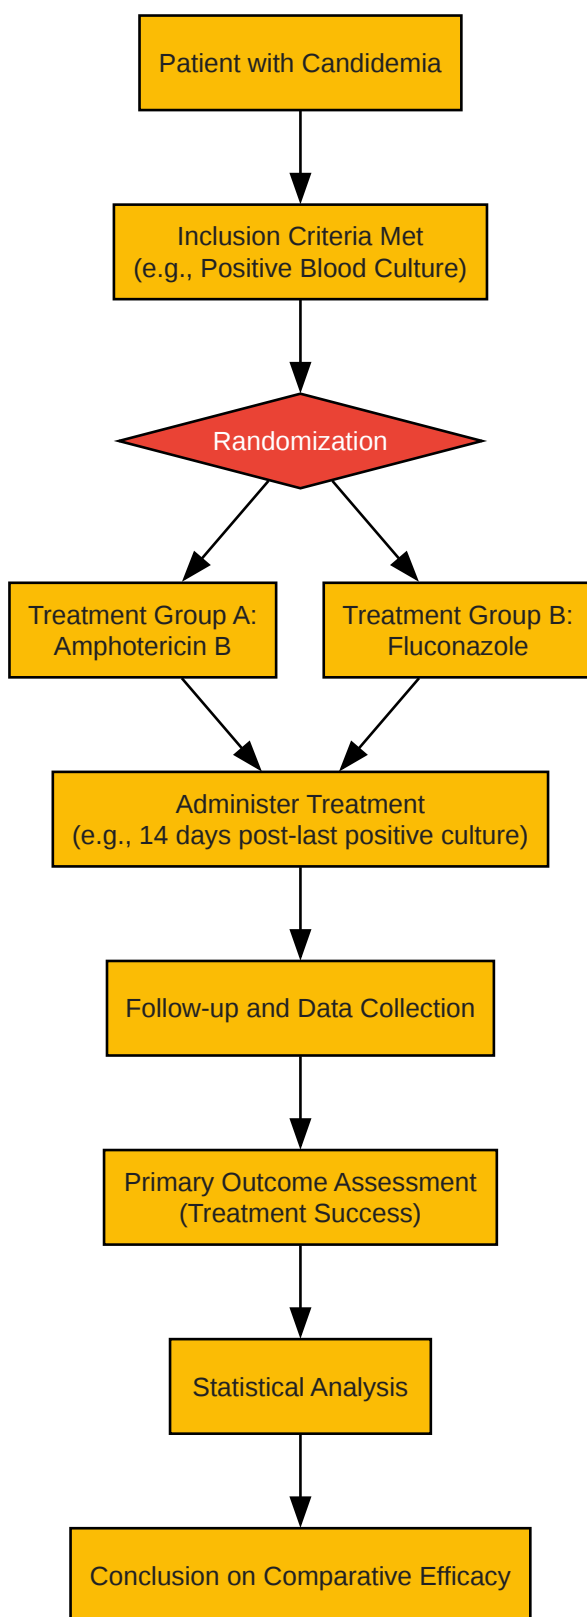 Patient with Candidemia
Inclusion Criteria Met
(e.g., Positive Blood Culture)
Randomization
Treatment Group A:
Amphotericin B
Treatment Group B:
Fluconazole
Administer Treatment
(e.g., 14 days post-last positive culture)
Follow-up and Data Collection
Primary Outcome Assessment
(Treatment Success)
Statistical Analysis
Conclusion on Comparative Efficacy